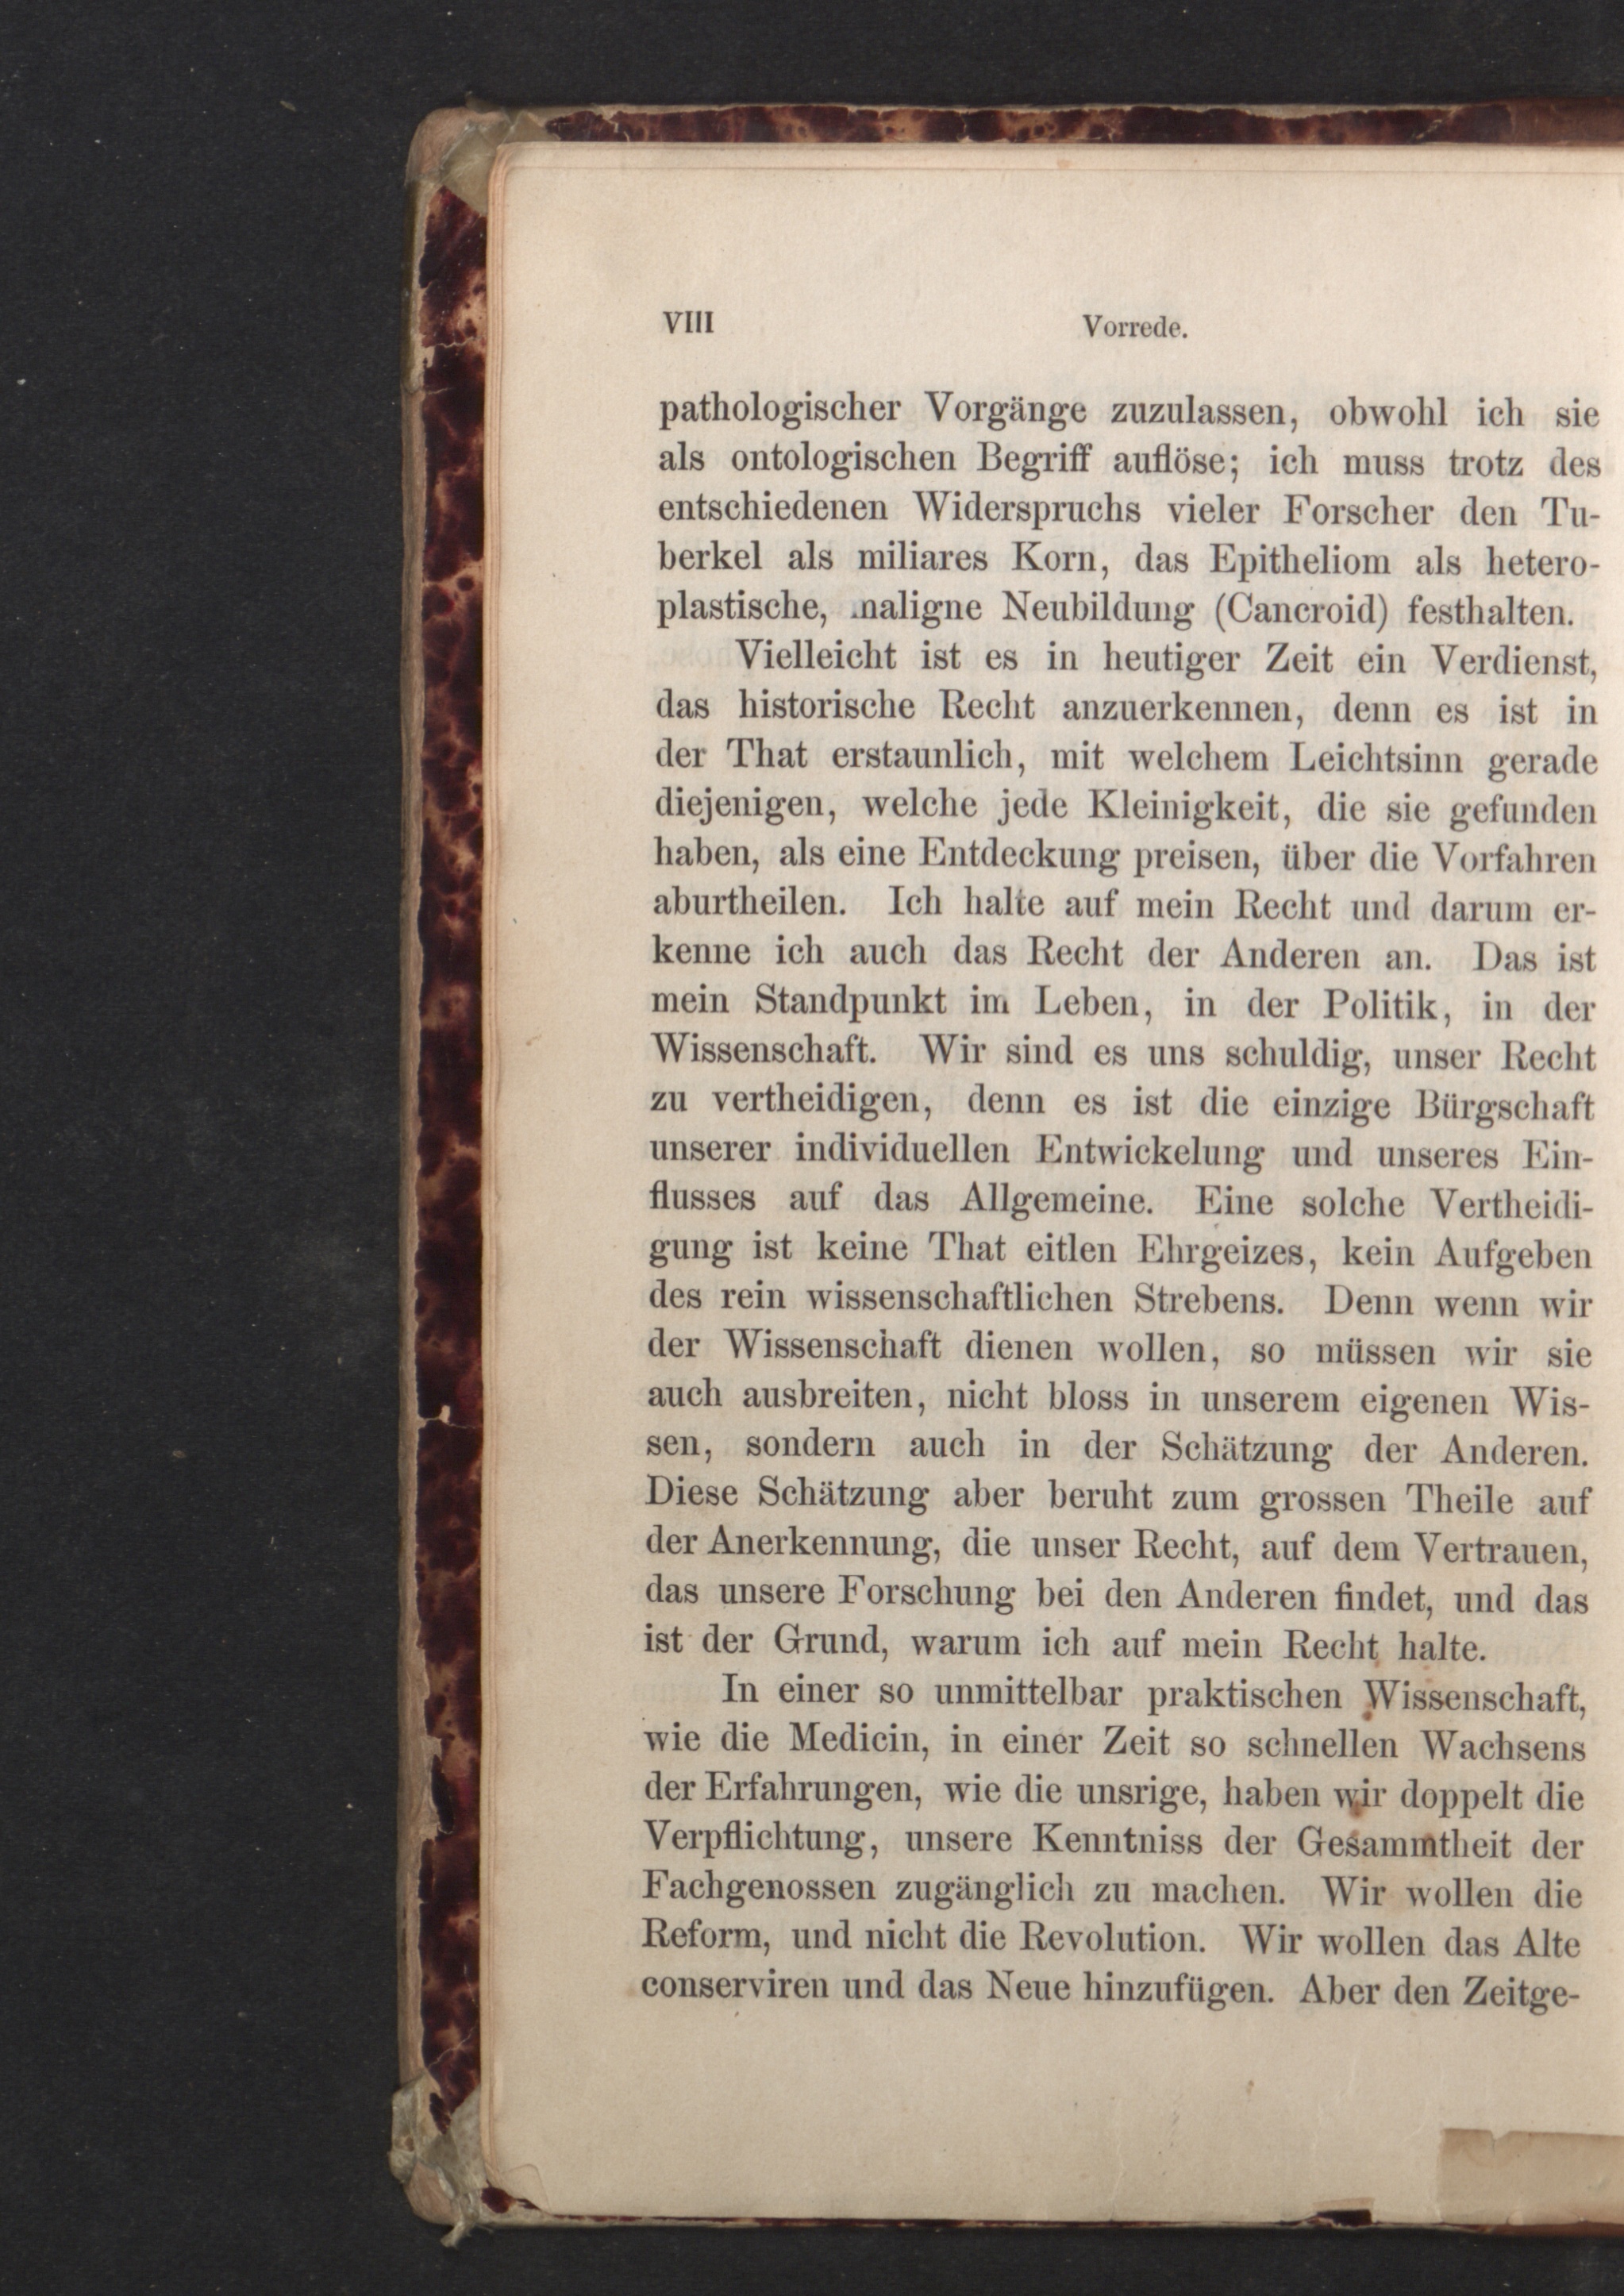 VIII
Vorrede.
pathologischer Vorgänge zuzulassen, obwohl ich sie
als ontologischen Begriff auflöse; ich muss trotz des
entschiedenen Widerspruchs vieler Forscher den Tu-
berkel als miliares Korn, das Epitheliom als hetero-
plastische, maligne Neubildung (Cancroid) festhalten.
Vielleicht ist es in heutiger Zeit ein Verdienst,
das historische Recht anzuerkennen, denn es ist in
der That erstaunlich, mit welchem Leichtsinn gerade
diejenigen, welche jede Kleinigkeit, die sie gefunden
haben, als eine Entdeckung preisen, über die Vorfahren
aburtheilen. Ich halte auf mein Recht und darum er-
kenne ich auch das Recht der Anderen an. Das ist
mein Standpunkt im Leben, in der Politik, in der
Wissenschaft. Wir sind es uns schuldig, unser Recht
zu vertheidigen, denn es ist die einzige Bürgschaft
unserer individuellen Entwickelung und unseres Ein-
flusses auf das Allgemeine. Eine solche Vertheidi-
gung ist keine That eitlen Ehrgeizes, kein Aufgeben
des rein wissenschaftlichen Strebens. Denn wenn wir
der Wissenschaft dienen wollen, so müssen wir sie
auch ausbreiten, nicht bloss in unserem eigenen Wis-
sen, sondern auch in der Schätzung der Anderen.
Diese Schätzung aber beruht zum grossen Theile auf
der Anerkennung, die unser Recht, auf dem Vertrauen,
das unsere Forschung bei den Anderen findet, und das
ist der Grund, warum ich auf mein Recht halte.
In einer so unmittelbar praktischen Wissenschaft,
wie die Medicin, in einer Zeit so schnellen Wachsens
der Erfahrungen, wie die unsrige, haben wir doppelt die
Verpflichtung, unsere Kenntniss der Gesammtheit der
Fachgenossen zugänglich zu machen. Wir wollen die
Reform, und nicht die Revolution. Wir wollen das Alte
conserviren und das Neue hinzufügen. Aber den Zeitge-